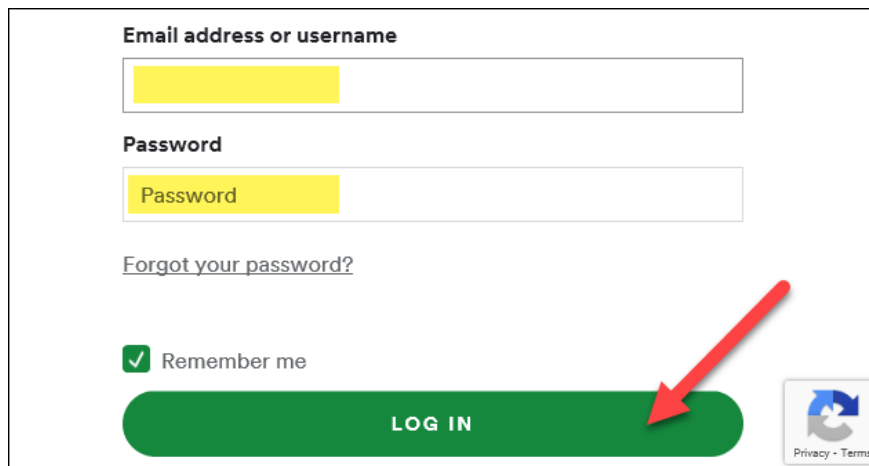 Email address or username
Password
Password
Forgot your password?
Remember me
LOG IN
Privacy - Terms